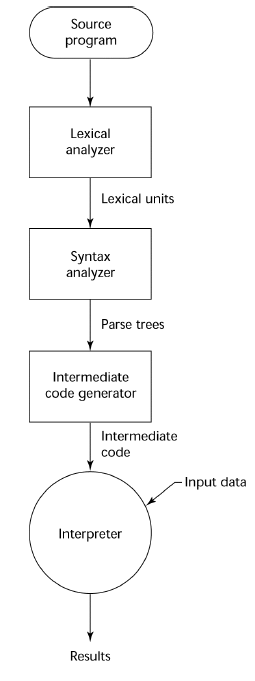 Source
program
Lexical
analyzer
Lexical units
Syntax
analyzer
Parse trees
Intermediate
code generator
Intermediate
code
Input data
Interpreter
Results